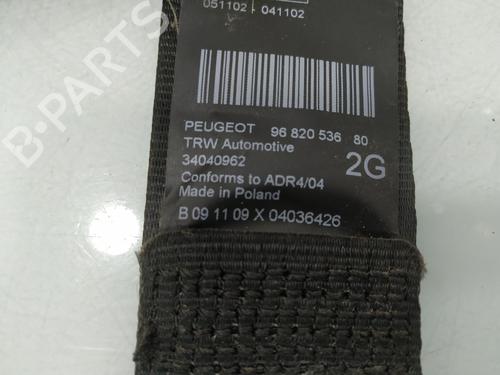 051102 - 041102
PEUGEOT 96 820 536 80
TRW Automotive
34040962
2G
Conforms to ADR4/04
Made in Poland
B 09 11 09 X 04036426
B-PARTS